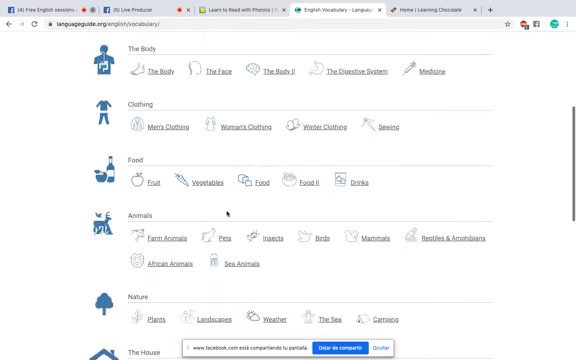 (4) Free English sessions
(5) Live Producer
Learn to Read with Phonics | S
English Vocabulary - Languag
Home | Learning Chocolate
languageguide.org/english/vocabulary/
The Body
The Body The Face The Body II The Digestive System Medicine
Clothing
Men's Clothing Woman's Clothing Winter Clothing Sewing
Food
Fruit Vegetables Food Food II Drinks
Animals
Farm Animals Pets Insects Birds Mammals Reptiles & Amphibians
African Animals Sea Animals
Nature
Plants Landscapes Weather The Sea Camping
www.facebook.com está compartiendo tu pantalla. Dejar de compartir Ocultar
The House